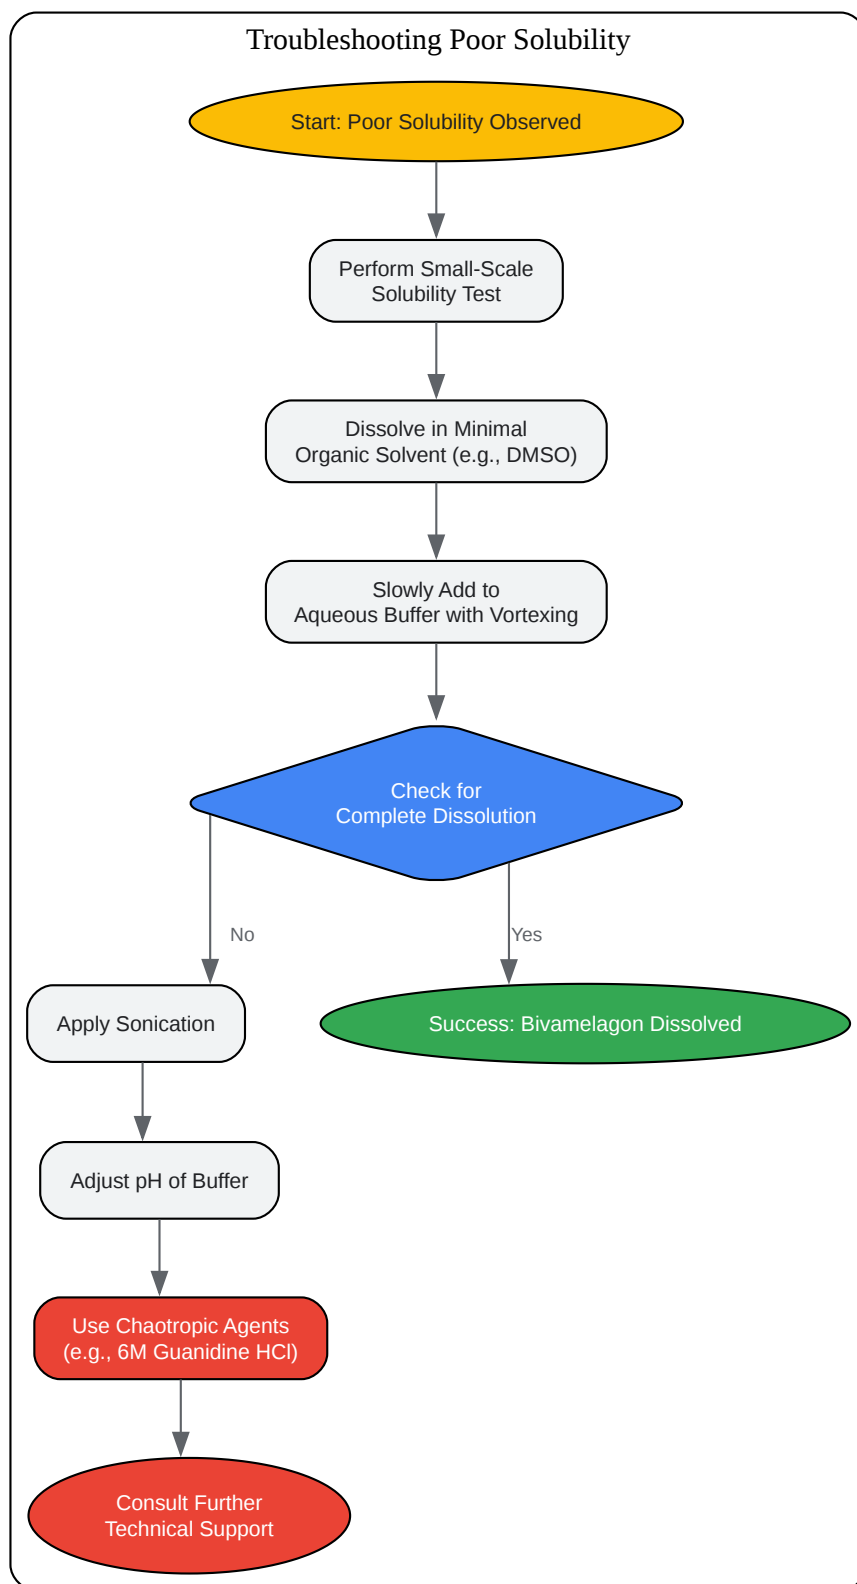 Troubleshooting Poor Solubility
Start: Poor Solubility Observed
Perform Small-Scale
Solubility Test
Dissolve in Minimal
Organic Solvent (e.g., DMSO)
Slowly Add to
Aqueous Buffer with Vortexing
Check for
Complete Dissolution
No
Yes
Apply Sonication
Success: Bivamelagon Dissolved
Adjust pH of Buffer
Use Chaotropic Agents
(e.g., 6M Guanidine HCl)
Consult Further
Technical Support